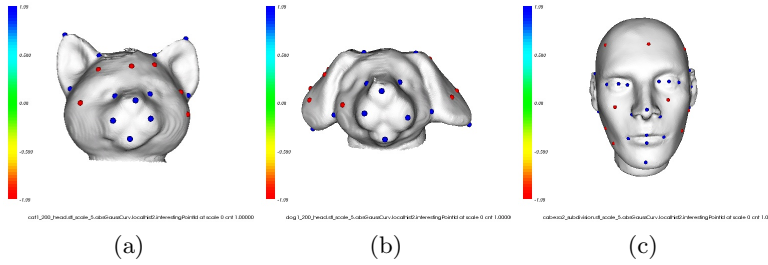 1.00
0.500
0.00
-0.500
-1.00
cat1_200_head.stl_scale_5.absGaussCurv.localhist2.interestingPointId at scale 0 cnt 1.00000
(a)
1.00
0.500
0.00
-0.500
-1.00
dog1_200_head.stl_scale_5.absGaussCurv.localhist2.interestingPointId at scale 0 cnt 1.0000
(b)
1.00
0.500
0.00
-0.500
-1.00
cabeza2_subdivision.stl_scale_5.absGaussCurv.localhist2.interestingPointId at scale 0 cnt 1.0
(c)